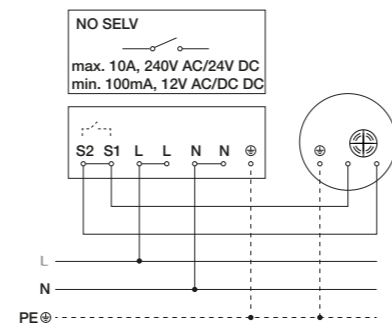 NO SELV
max. 10A, 240V AC/24V DC
min. 100mA, 12V AC/DC DC
S2 S1 L L N N ⏚ ⏚
L
N
PE ⏚